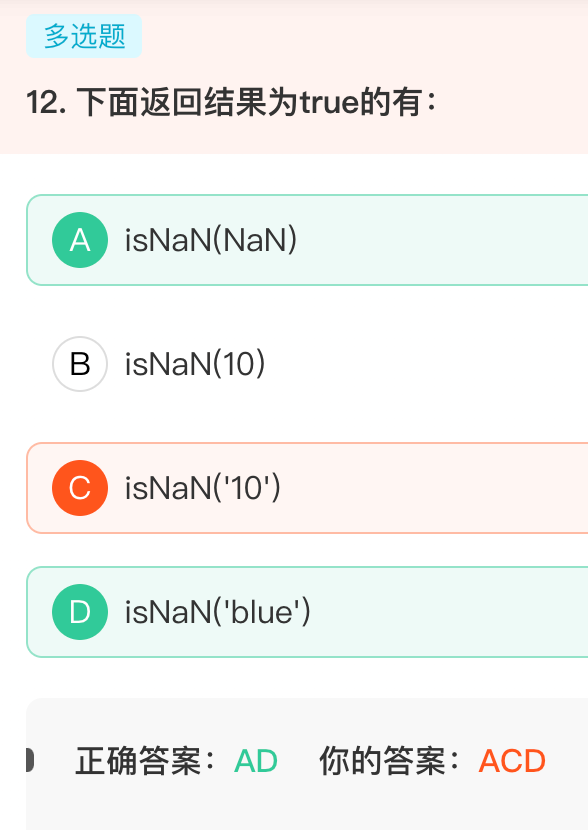 多选题
12. 下面返回结果为true的有：
A isNaN(NaN)
B isNaN(10)
C isNaN('10')
D isNaN('blue')
正确答案： AD 你的答案： ACD